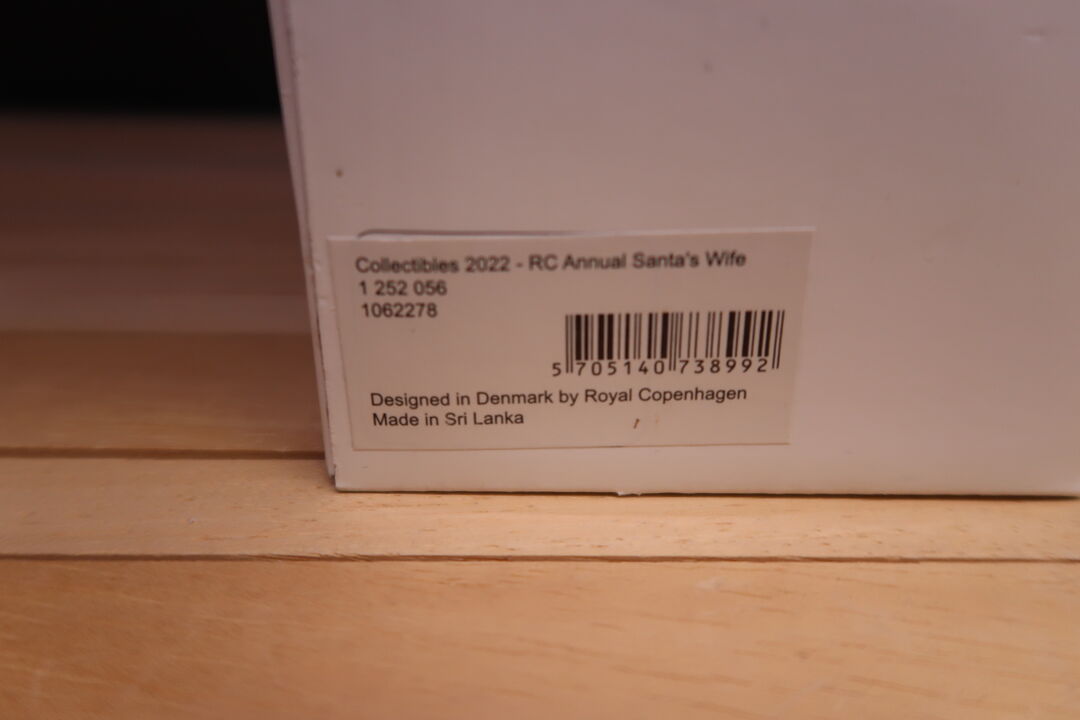 Collectibles 2022 - RC Annual Santa's Wife
1 252 056
1062278
5 705140 738992
Designed in Denmark by Royal Copenhagen
Made in Sri Lanka